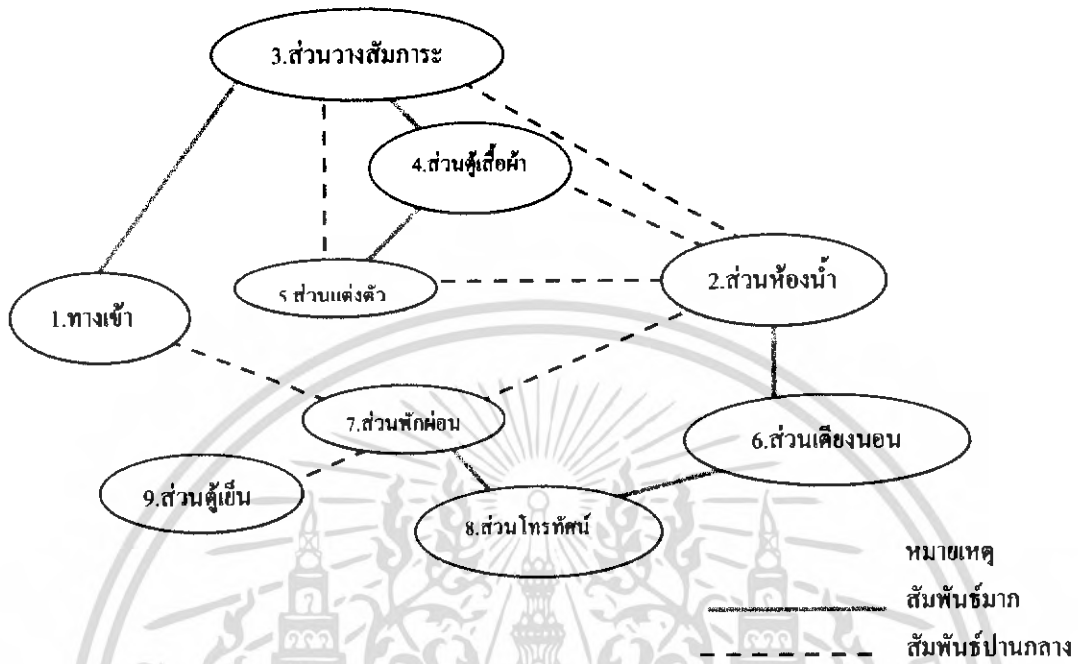 3.ส่วนวางสัมภาระ
4.ส่วนตู้เสื้อผ้า
5 ส่วนแต่งตัว
2.ส่วนห้องน้ำ
1.ทางเข้า
7.ส่วนพักผ่อน
6.ส่วนเตียงนอน
9.ส่วนตู้เย็น
8.ส่วนโทรทัศน์
หมายเหตุ
สัมพันธ์มาก
สัมพันธ์ปานกลาง